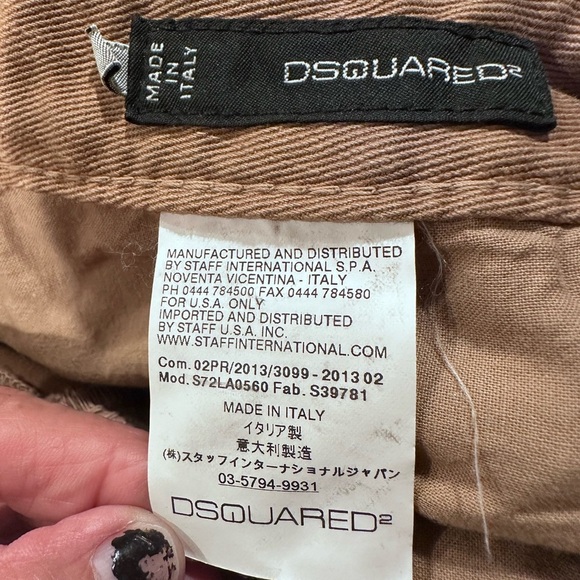 MADE
IN
ITALY
DSQUARED2
MANUFACTURED AND DISTRIBUTED
BY STAFF INTERNATIONAL S.P.A.
NOVENTA VICENTINA - ITALY
PH 0444 784500 FAX 0444 784580
FOR U.S.A. ONLY
IMPORTED AND DISTRIBUTED
BY STAFF U.S.A. INC.
WWW.STAFFINTERNATIONAL.COM
Com. 02PR/2013/3099 - 2013 02
Mod. S72LA0560 Fab. S39781
MADE IN ITALY
イタリア製
意大利製造
(株)スタッフインターナショナルジャパン
03-5794-9931
DSQUARED2